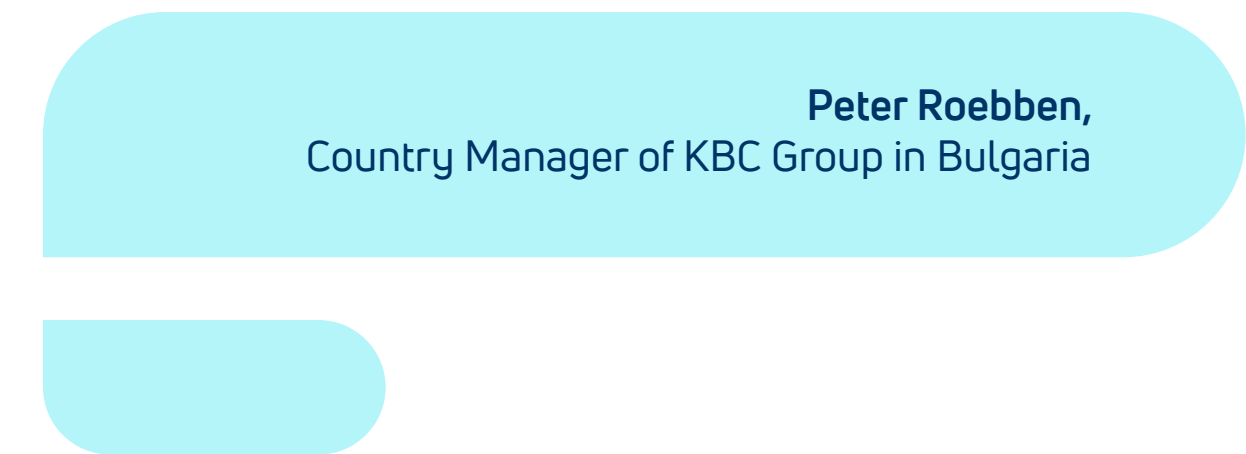 Peter Roebben,
Country Manager of KBC Group in Bulgaria